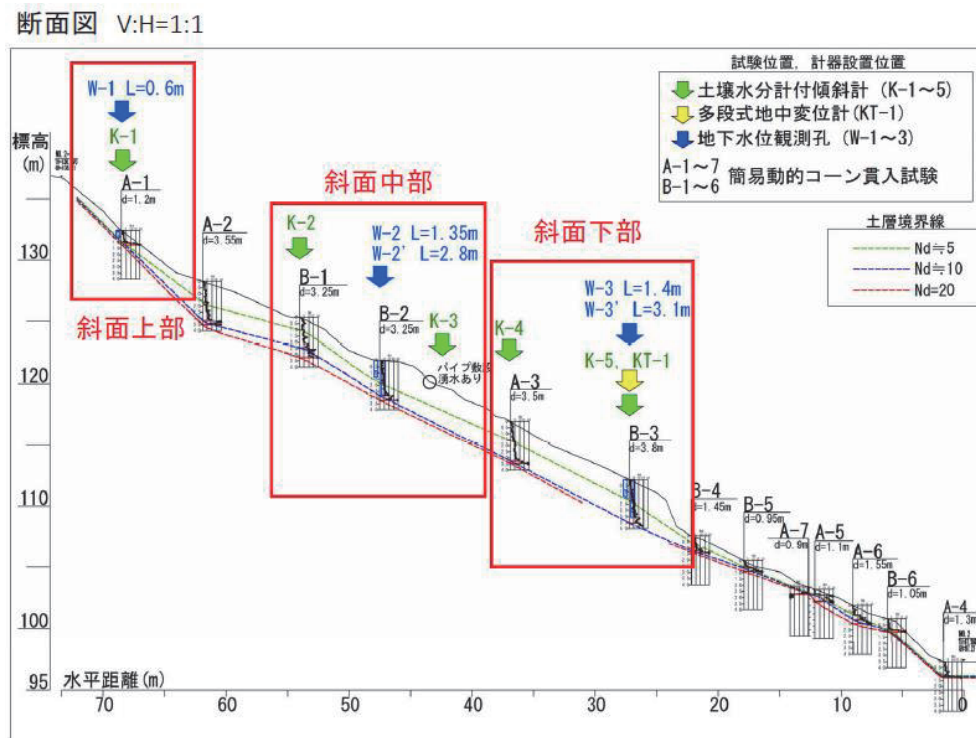 断面図 V:H=1:1
試験位置，計器設置位置
土壌水分計付傾斜計 (K-1～5)
多段式地中変位計(KT-1)
地下水位観測孔 (W-1～3)
A-1～7
B-1～6
簡易動的コーン貫入試験
土層境界線
Nd≒5
Nd≒10
Nd=20
標高
(m)
W-1 L=0.6m
K-1
A-1
d=1.2m
斜面上部
A-2
d=3.55m
斜面中部
K-2
B-1
d=3.25m
W-2 L=1.35m
W-2' L=2.8m
B-2
d=3.25m
K-3
湧水あり
斜面下部
K-4
A-3
d=3.5m
W-3 L=1.4m
W-3' L=3.1m
K-5, KT-1
B-3
d=3.8m
B-4
d=1.45m
B-5
d=0.95m
A-7
d=0.9m
A-5
d=1.1m
A-6
d=1.55m
B-6
d=1.05m
A-4
d=1.3m
130
120
110
100
95
水平距離(m)
70
60
50
40
30
20
10
0